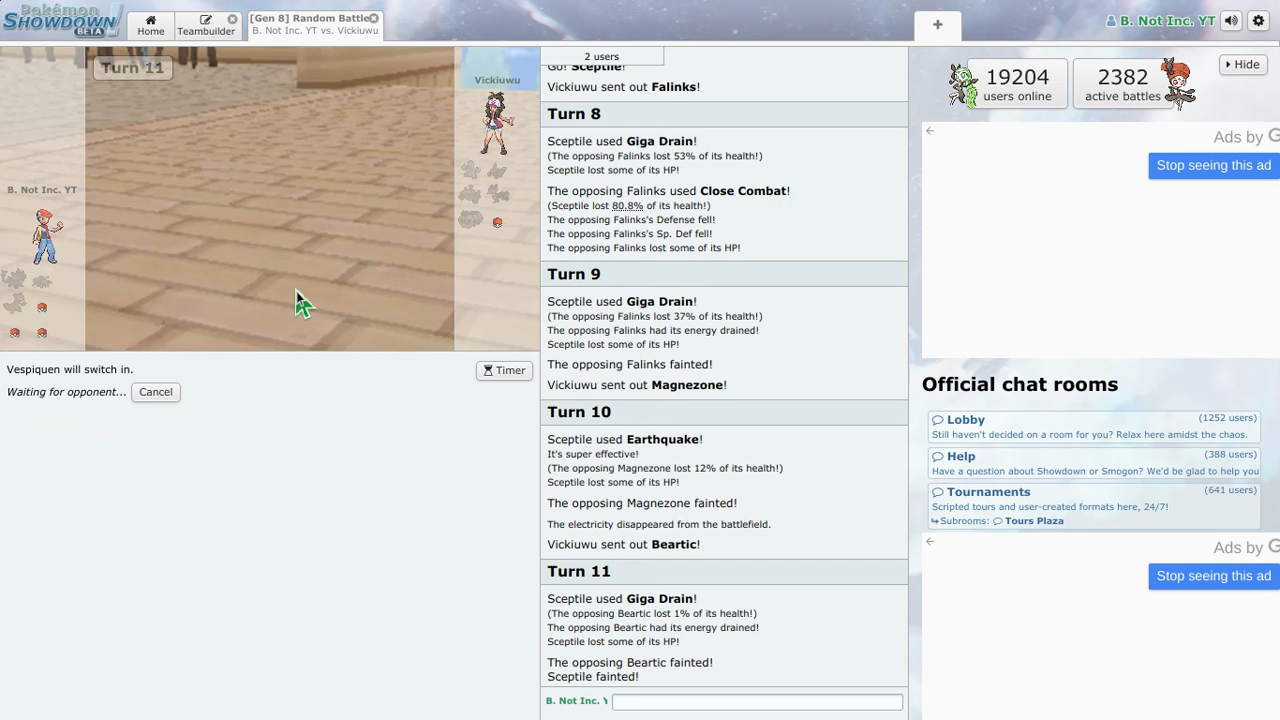 Pokémon
Showdown!
BETA
Home
Teambuilder
[Gen 8] Random Battle
B. Not Inc. YT vs. Vickiuwu
+
B. Not Inc. YT
Turn 11
Vickiuwu
B. Not Inc. YT
Vespiquen will switch in.
Waiting for opponent...
Cancel
Timer
2 users
Go! Sceptile!
Vickiuwu sent out Falinks!
Turn 8
Sceptile used Giga Drain!
(The opposing Falinks lost 53% of its health!)
Sceptile lost some of its HP!
The opposing Falinks used Close Combat!
(Sceptile lost 80.8% of its health!)
The opposing Falinks's Defense fell!
The opposing Falinks's Sp. Def fell!
The opposing Falinks lost some of its HP!
Turn 9
Sceptile used Giga Drain!
(The opposing Falinks lost 37% of its health!)
The opposing Falinks had its energy drained!
Sceptile lost some of its HP!
The opposing Falinks fainted!
Vickiuwu sent out Magnezone!
Turn 10
Sceptile used Earthquake!
It's super effective!
(The opposing Magnezone lost 12% of its health!)
Sceptile lost some of its HP!
The opposing Magnezone fainted!
The electricity disappeared from the battlefield.
Vickiuwu sent out Beartic!
Turn 11
Sceptile used Giga Drain!
(The opposing Beartic lost 1% of its health!)
The opposing Beartic had its energy drained!
Sceptile lost some of its HP!
The opposing Beartic fainted!
Sceptile fainted!
B. Not Inc. Y
19204
users online
2382
active battles
Hide
Ads by G
Stop seeing this ad
Official chat rooms
Lobby (1252 users)
Still haven't decided on a room for you? Relax here amidst the chaos.
Help (388 users)
Have a question about Showdown or Smogon? We'd be glad to help you
Tournaments (641 users)
Scripted tours and user-created formats here, 24/7!
Subrooms: Tours Plaza
Ads by G
Stop seeing this ad